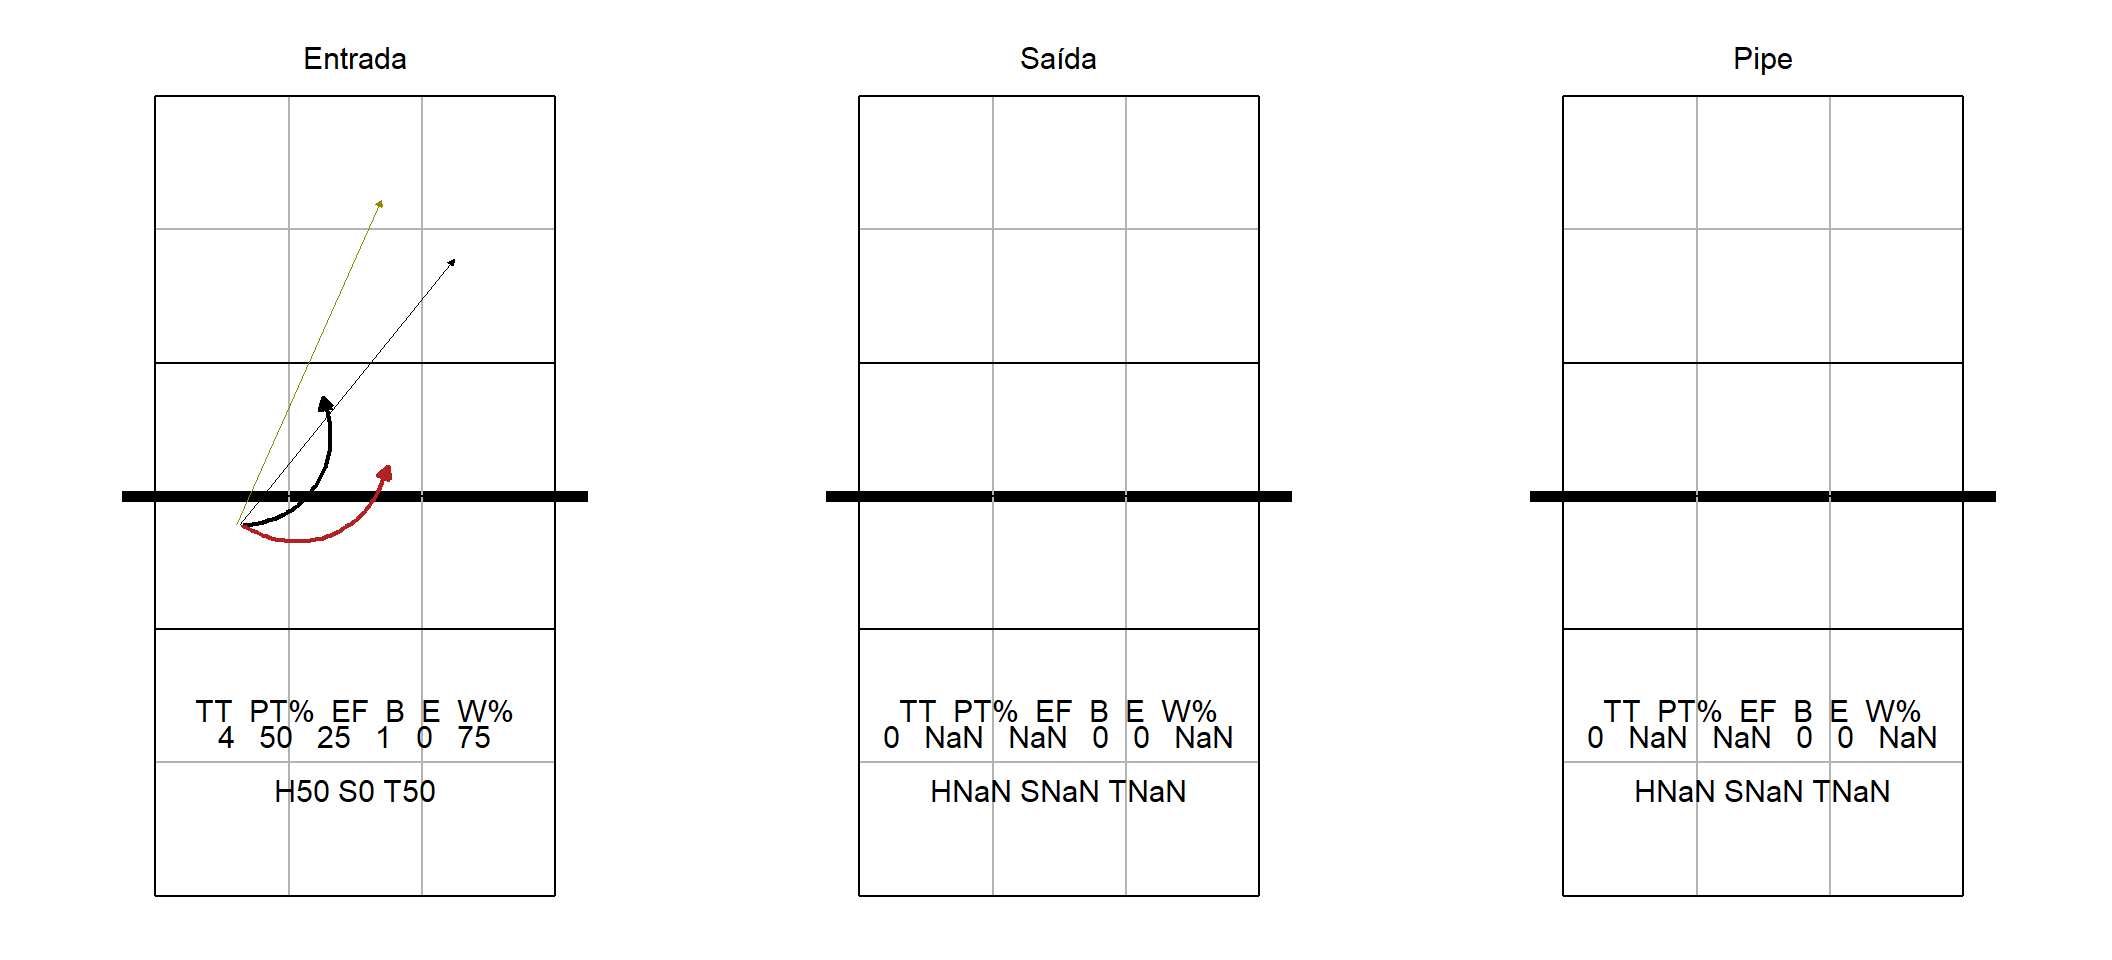 Entrada
TT PT% EF B E W%
4 50 25 1 0 75
H50 S0 T50
Saída
TT PT% EF B E W%
0 NaN NaN 0 0 NaN
HNaN SNaN TNaN
Pipe
TT PT% EF B E W%
0 NaN NaN 0 0 NaN
HNaN SNaN TNaN